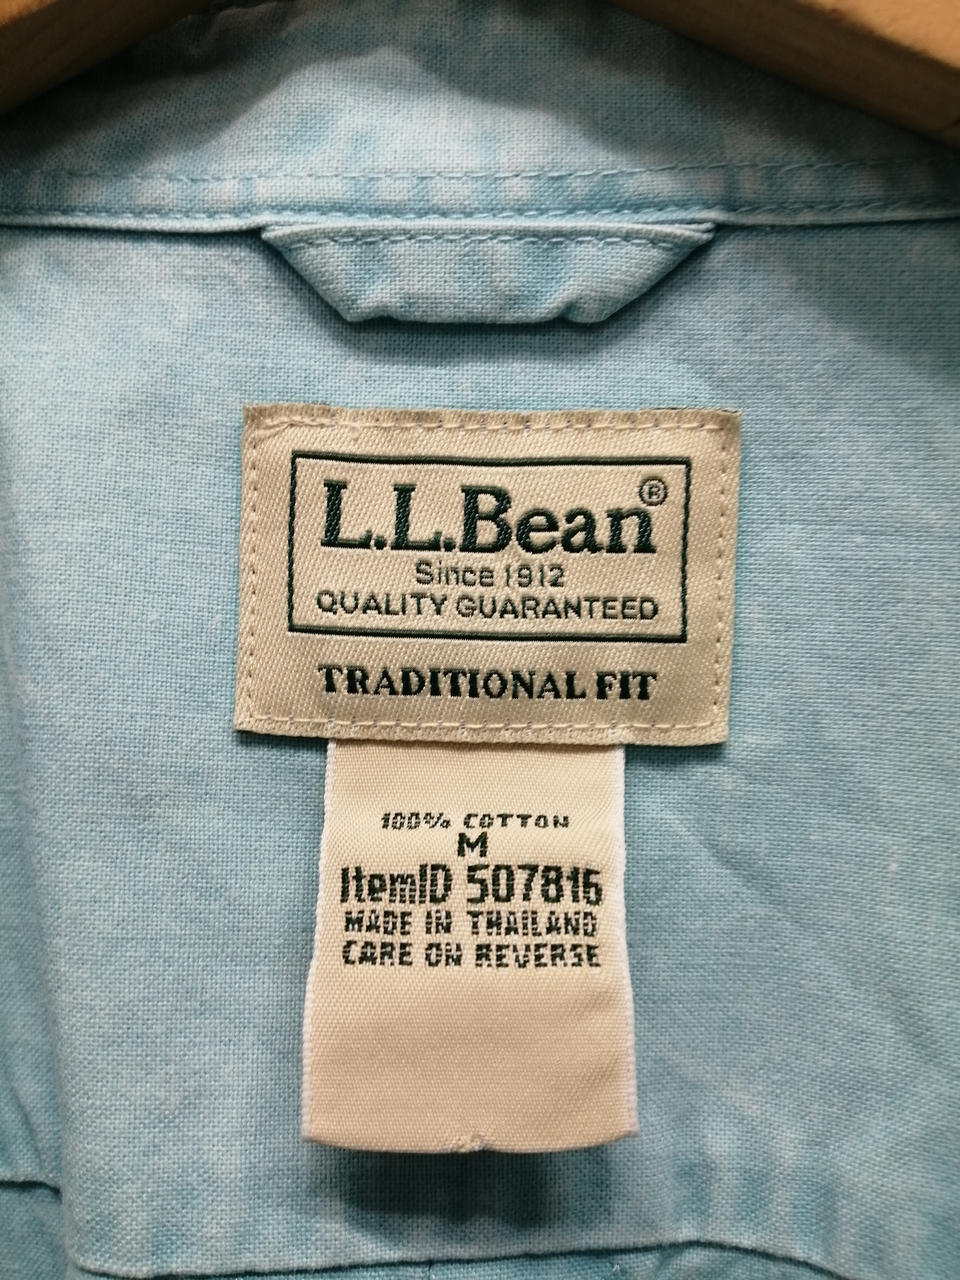 L.L.Bean®
Since 1912
QUALITY GUARANTEED
TRADITIONAL FIT
100% COTTON
M
ItemID 507816
MADE IN THAILAND
CARE ON REVERSE